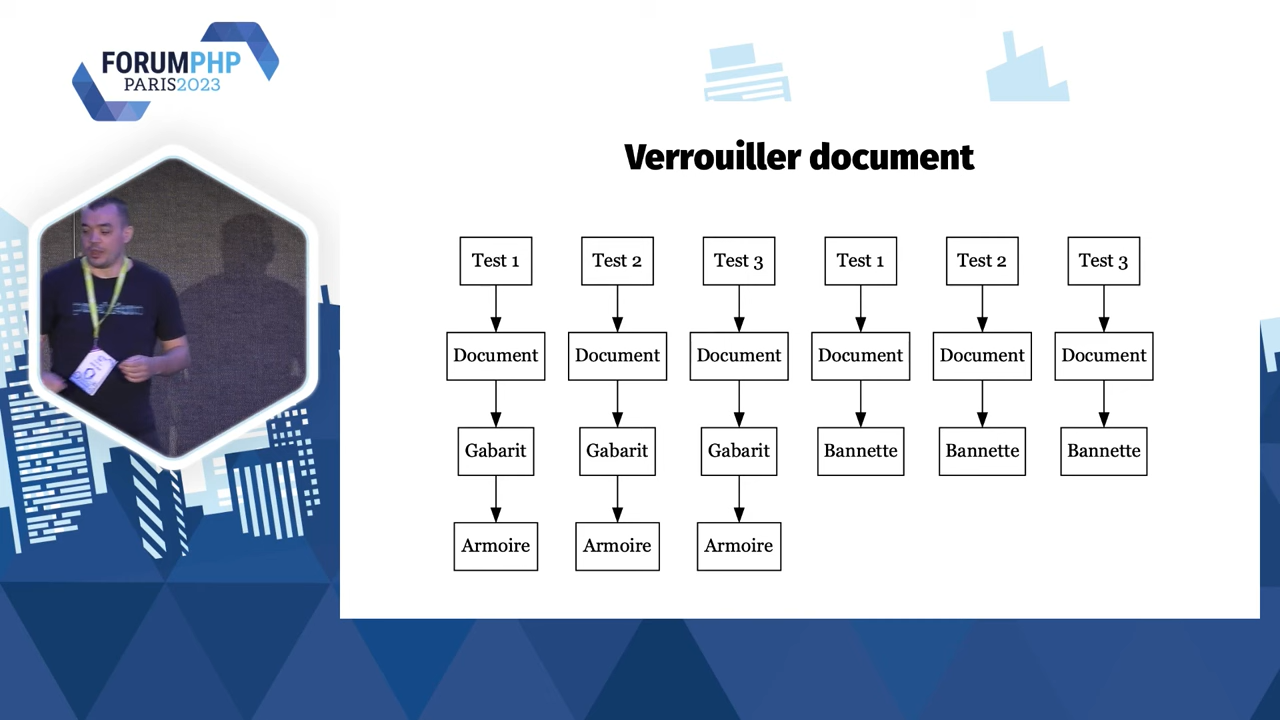 FORUMPHP
PARIS2023
Verrouiller document
Test 1 Test 2 Test 3 Test 1 Test 2 Test 3
Document Document Document Document Document Document
Gabarit Gabarit Gabarit Bannette Bannette Bannette
Armoire Armoire Armoire